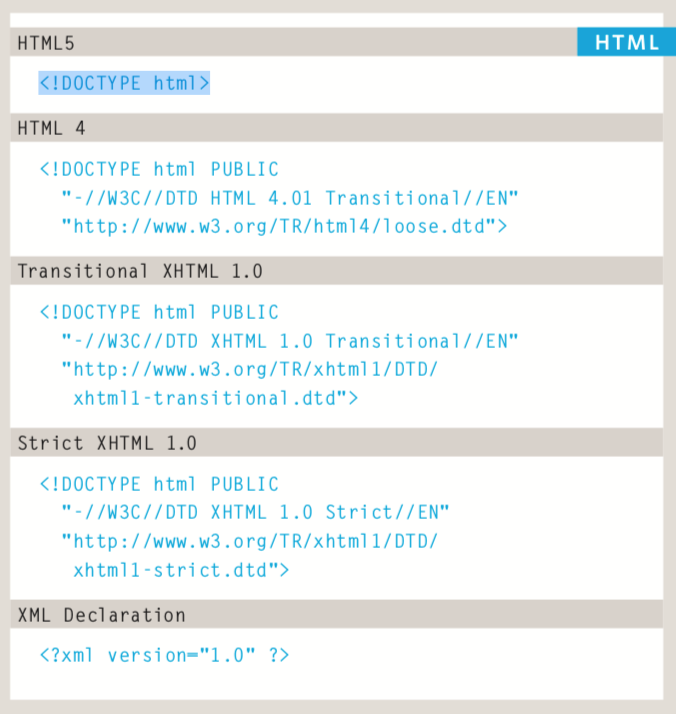 HTML5
HTML
<!DOCTYPE html>
HTML 4
<!DOCTYPE html PUBLIC
"-//W3C//DTD HTML 4.01 Transitional//EN"
"http://www.w3.org/TR/html4/loose.dtd">
Transitional XHTML 1.0
<!DOCTYPE html PUBLIC
"-//W3C//DTD XHTML 1.0 Transitional//EN"
"http://www.w3.org/TR/xhtml1/DTD/
xhtml1-transitional.dtd">
Strict XHTML 1.0
<!DOCTYPE html PUBLIC
"-//W3C//DTD XHTML 1.0 Strict//EN"
"http://www.w3.org/TR/xhtml1/DTD/
xhtml1-strict.dtd">
XML Declaration
<?xml version="1.0" ?>